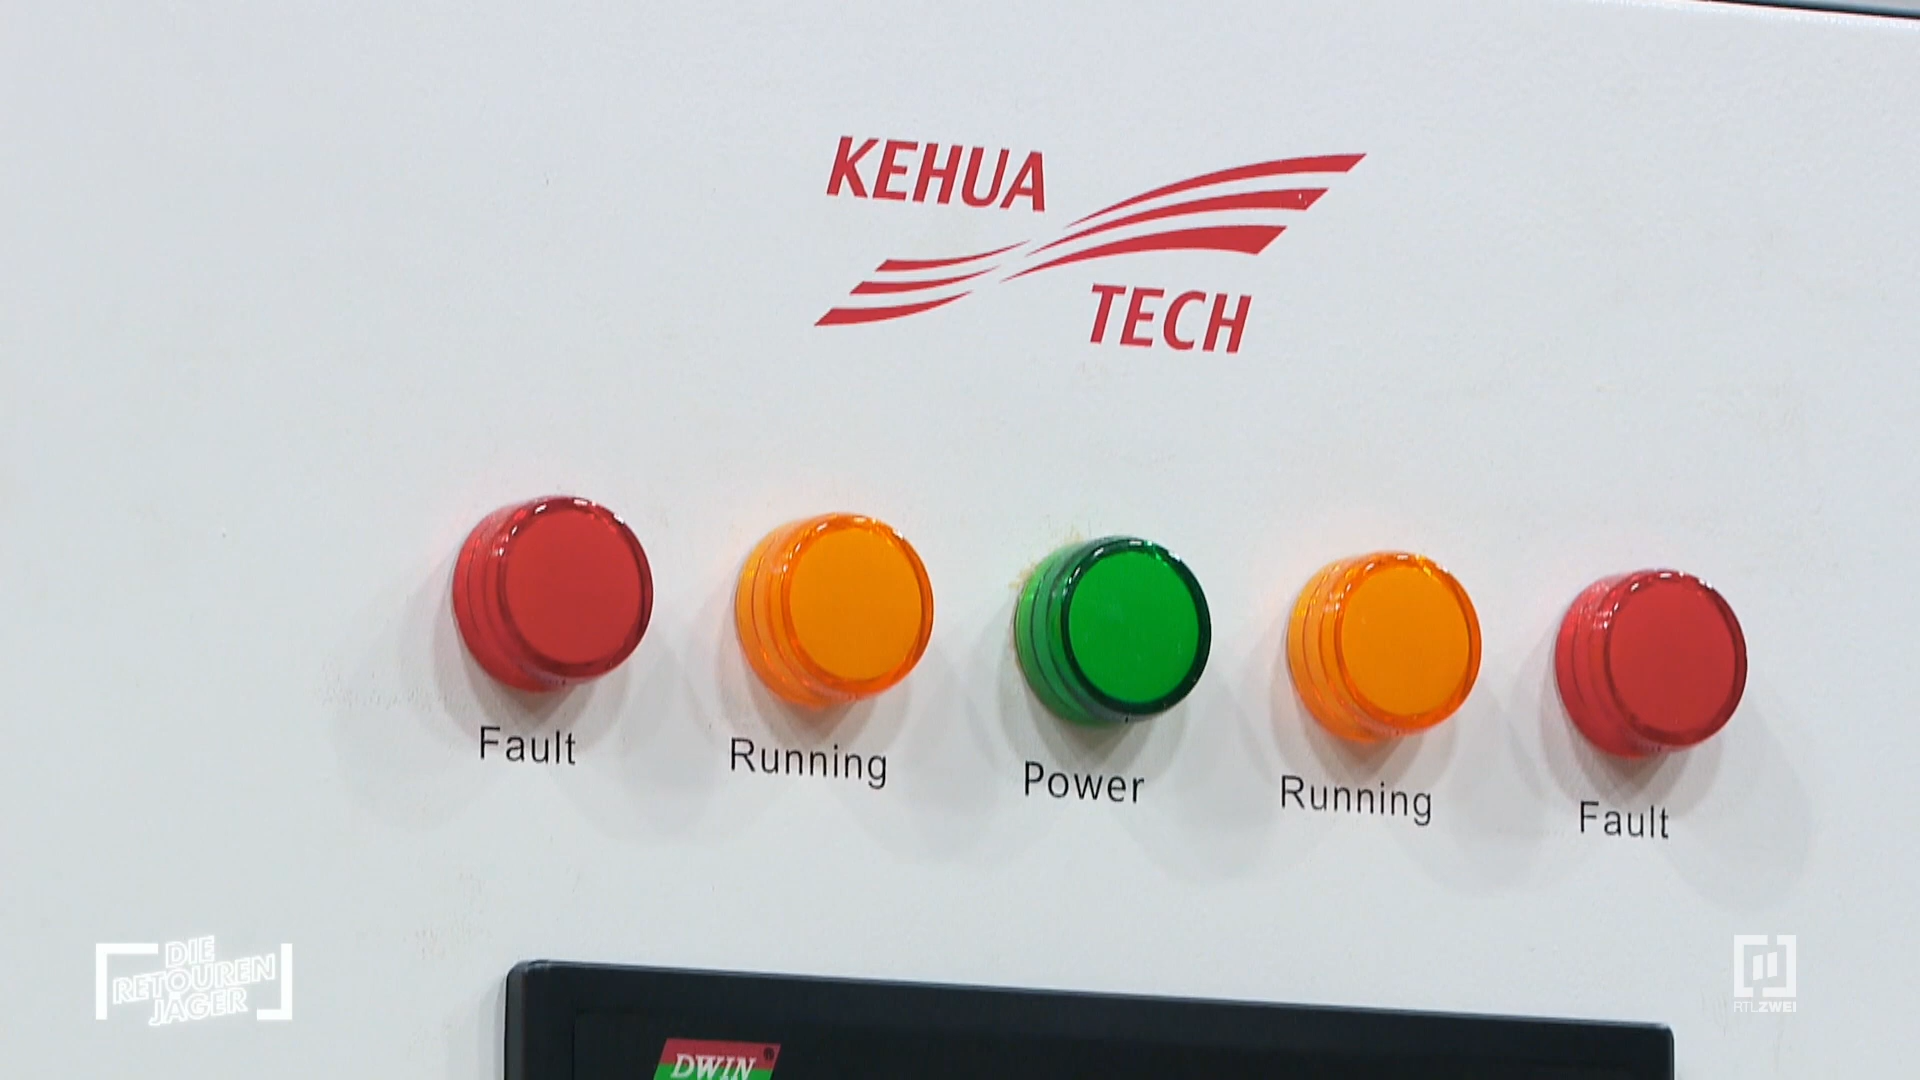 KEHUA
TECH
Fault
Running
Power
Running
Fault
DIE
RETOUREN
JÄGER
RTLZWEI
DWIN